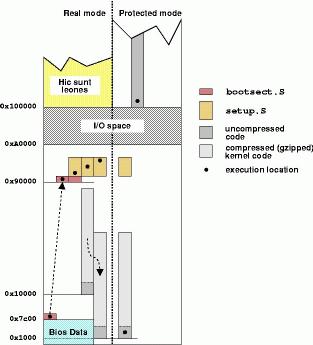 Real mode Protected mode
Hic sunt
leones
0x100000
I/O space
0xA0000
0x90000
0x10000
0x7c00
Bios Data
0x1000
bootsect.S
setup.S
uncompressed
code
compressed (gzipped)
kernel code
execution location